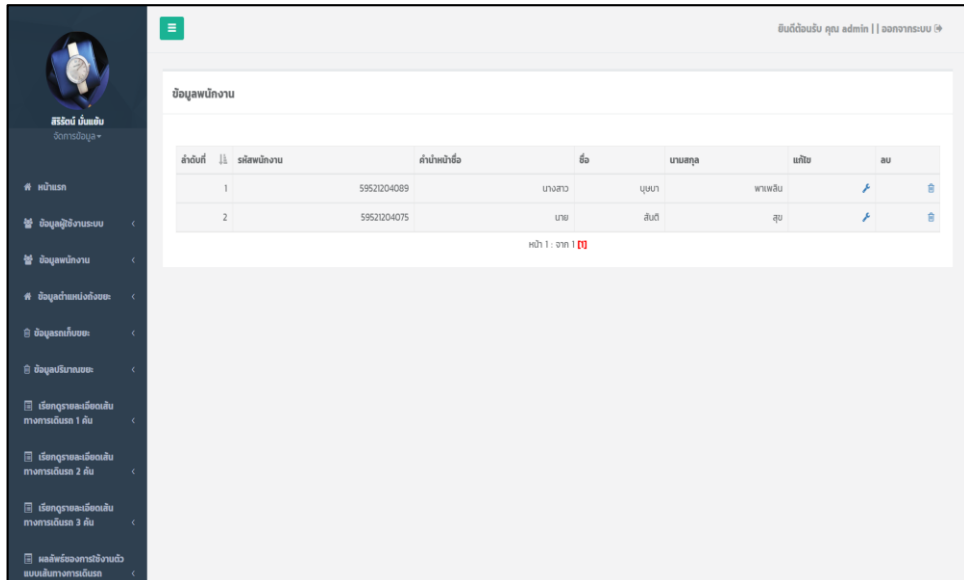 ยินดีต้อนรับ คุณ admin | | ออกจากระบบ
สิริรัตน์ มั่นแย้ม
จัดการข้อมูล
หน้าแรก
ข้อมูลผู้ใช้งานระบบ
ข้อมูลพนักงาน
ข้อมูลตำแหน่งถังขยะ
ข้อมูลรถเก็บขยะ
ข้อมูลปริมาณขยะ
เรียกดูรายละเอียดเส้น
ทางการเดินรถ 1 คัน
เรียกดูรายละเอียดเส้น
ทางการเดินรถ 2 คัน
เรียกดูรายละเอียดเส้น
ทางการเดินรถ 3 คัน
ผลลัพธ์ของการใช้งานตัว
แบบเส้นทางการเดินรถ
ข้อมูลพนักงาน
ลำดับที่ รหัสพนักงาน คำนำหน้าชื่อ ชื่อ นามสกุล แก้ไข ลบ
1 59521204089 นางสาว บุษบา พาเพลิน
2 59521204075 นาย สันติ สุข
หน้า 1 : จาก 1 [1]